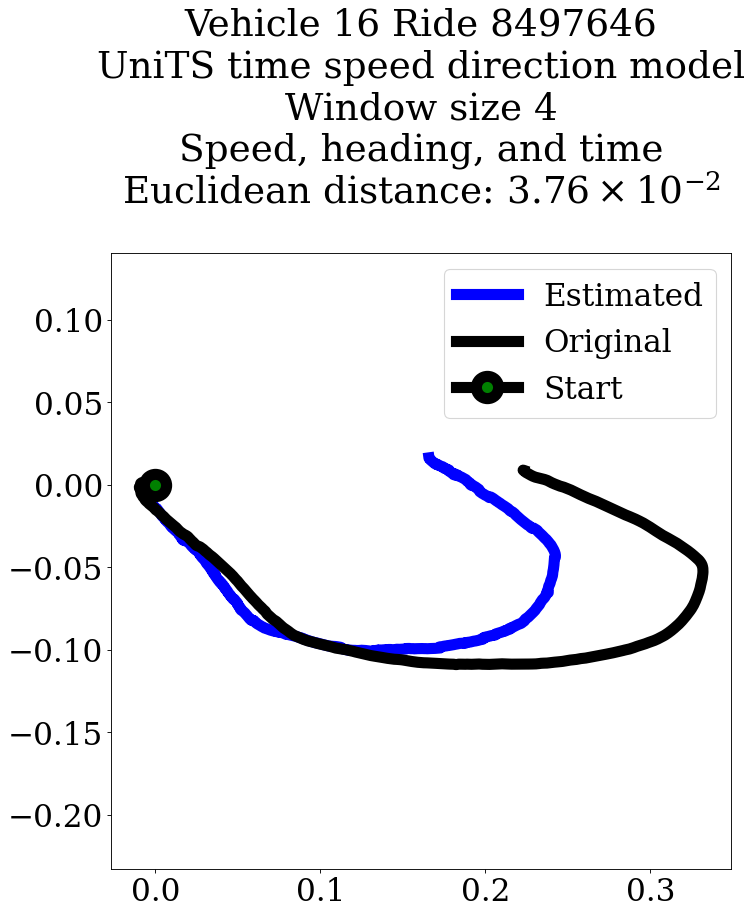 Vehicle 16 Ride 8497646
UniTS time speed direction model
Window size 4
Speed, heading, and time
Euclidean distance: 3.76 × 10⁻²
Estimated
Original
Start
0.10
0.05
0.00
−0.05
−0.10
−0.15
−0.20
0.0 0.1 0.2 0.3